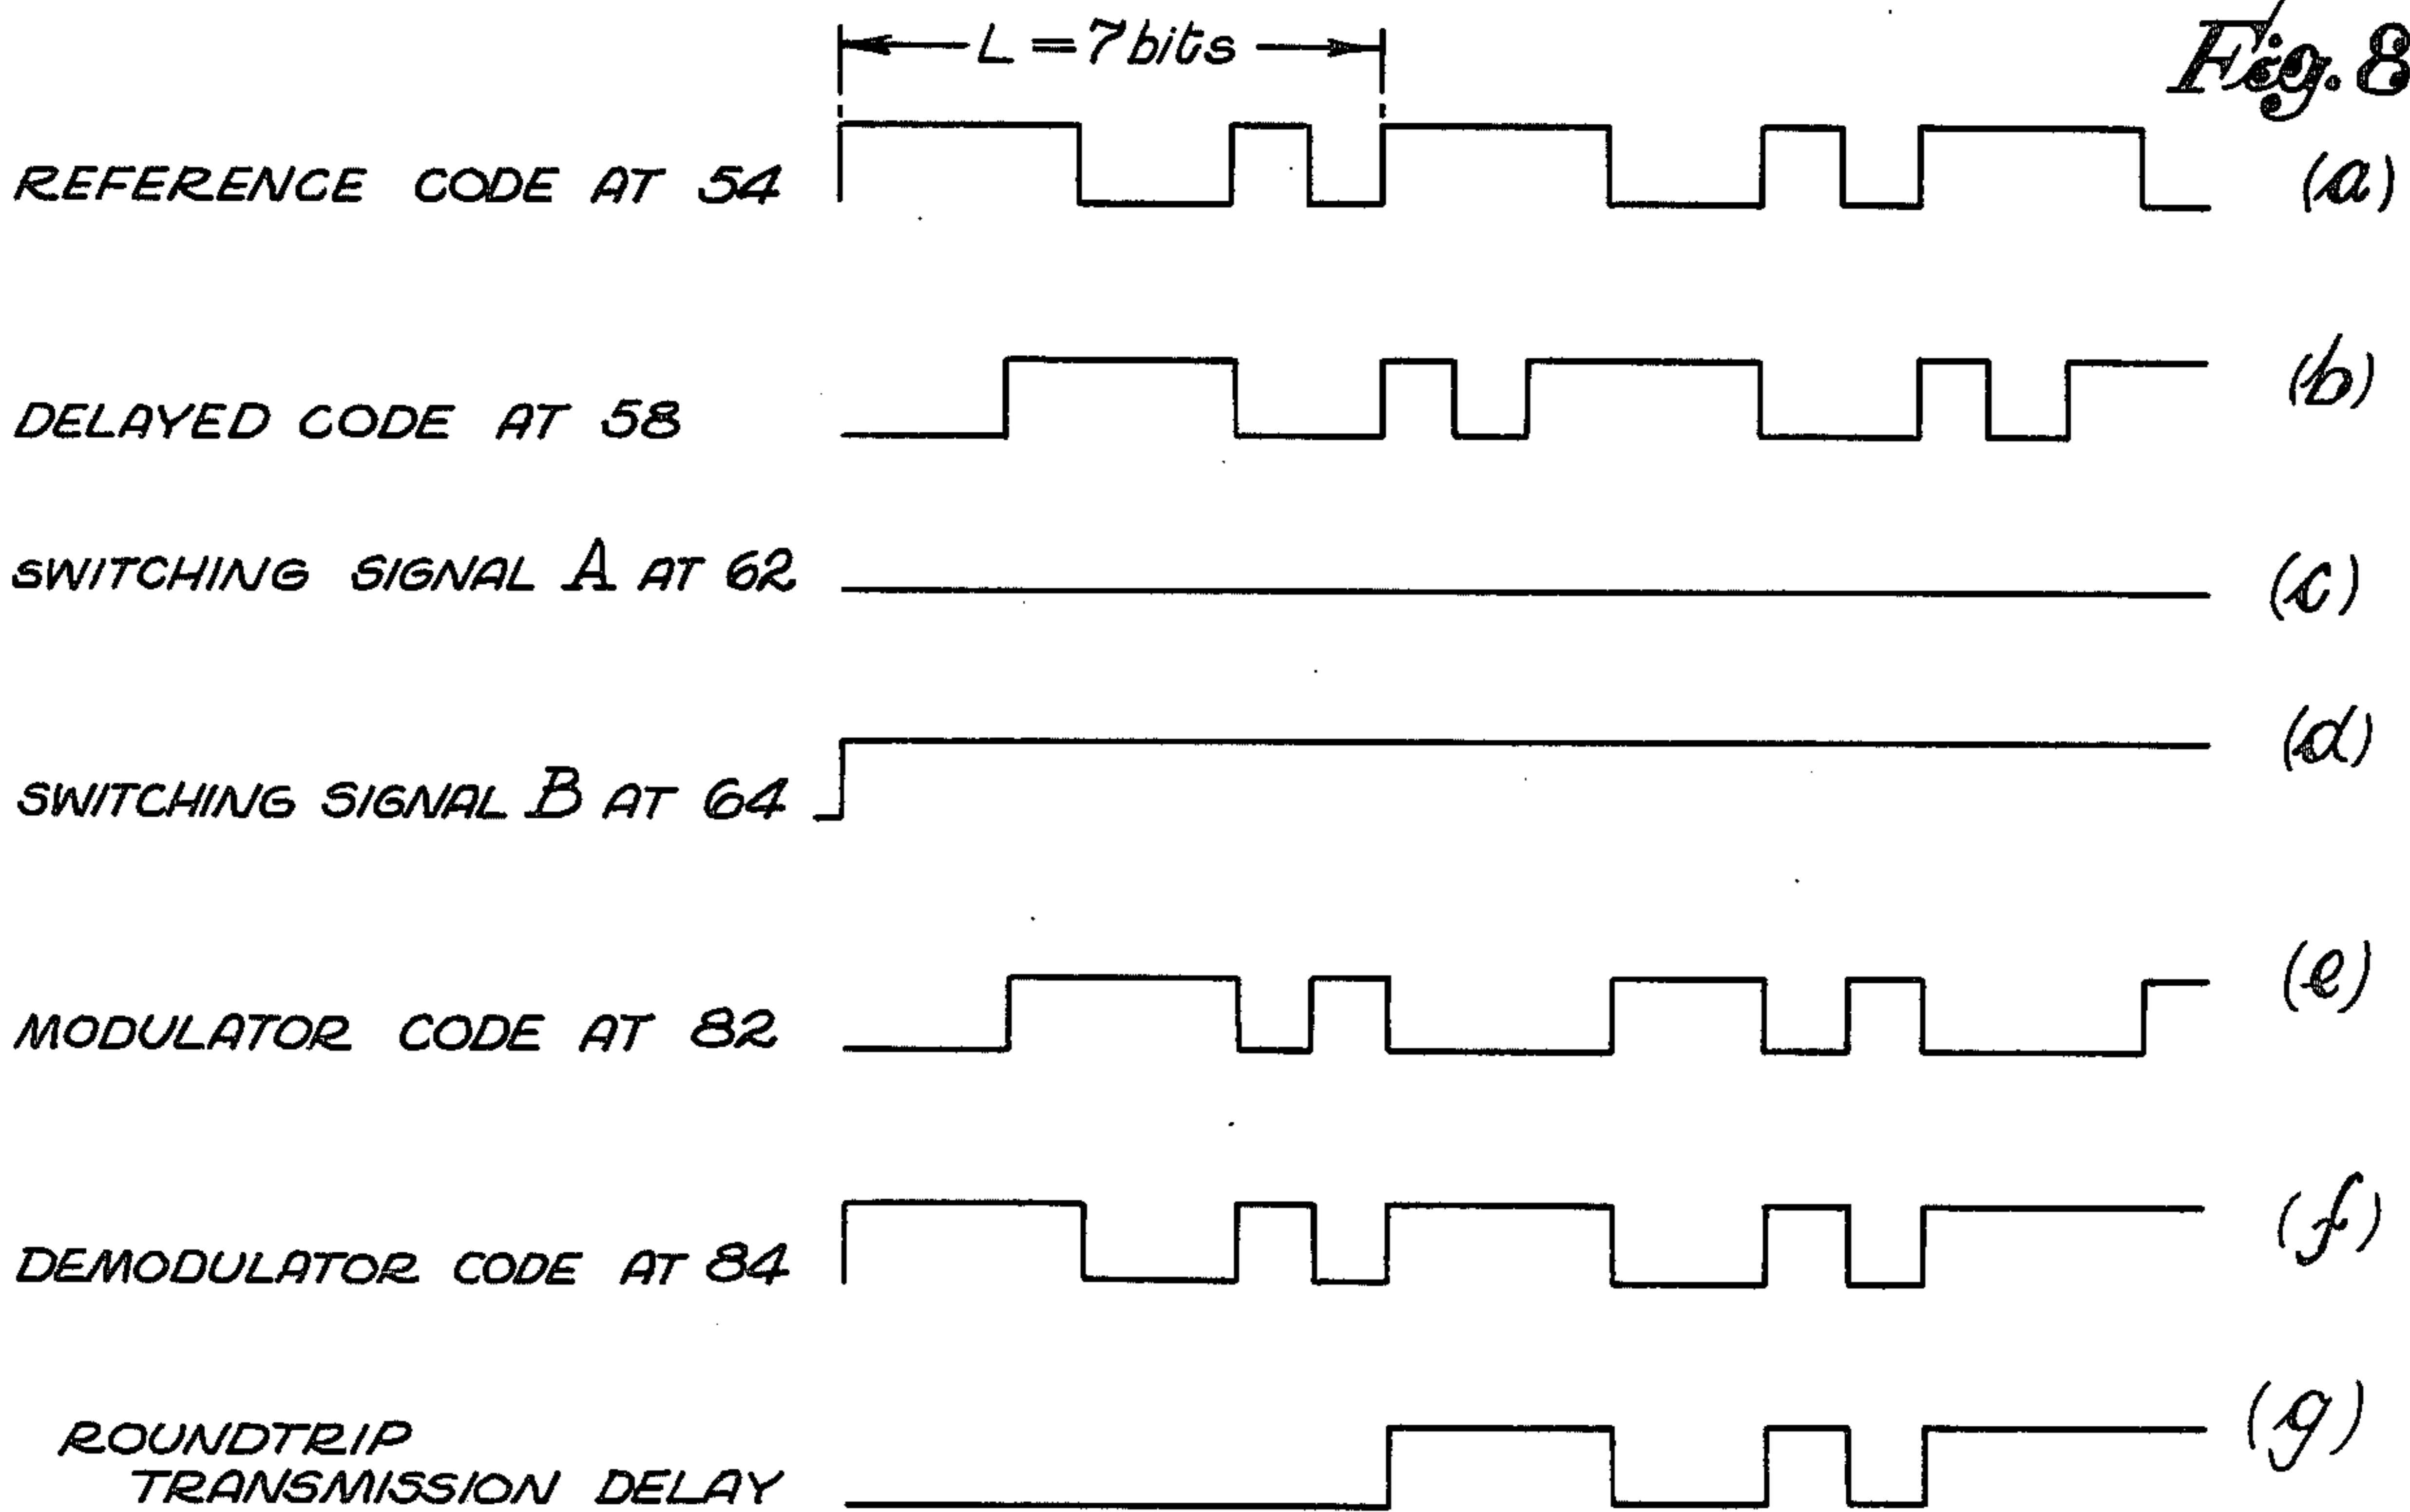 L = 7 bits
Fig. 8
REFERENCE CODE AT 54
(a)
DELAYED CODE AT 58
(b)
SWITCHING SIGNAL A AT 62
(c)
SWITCHING SIGNAL B AT 64
(d)
MODULATOR CODE AT 82
(e)
DEMODULATOR CODE AT 84
(f)
ROUNDTRIP
TRANSMISSION DELAY
(g)